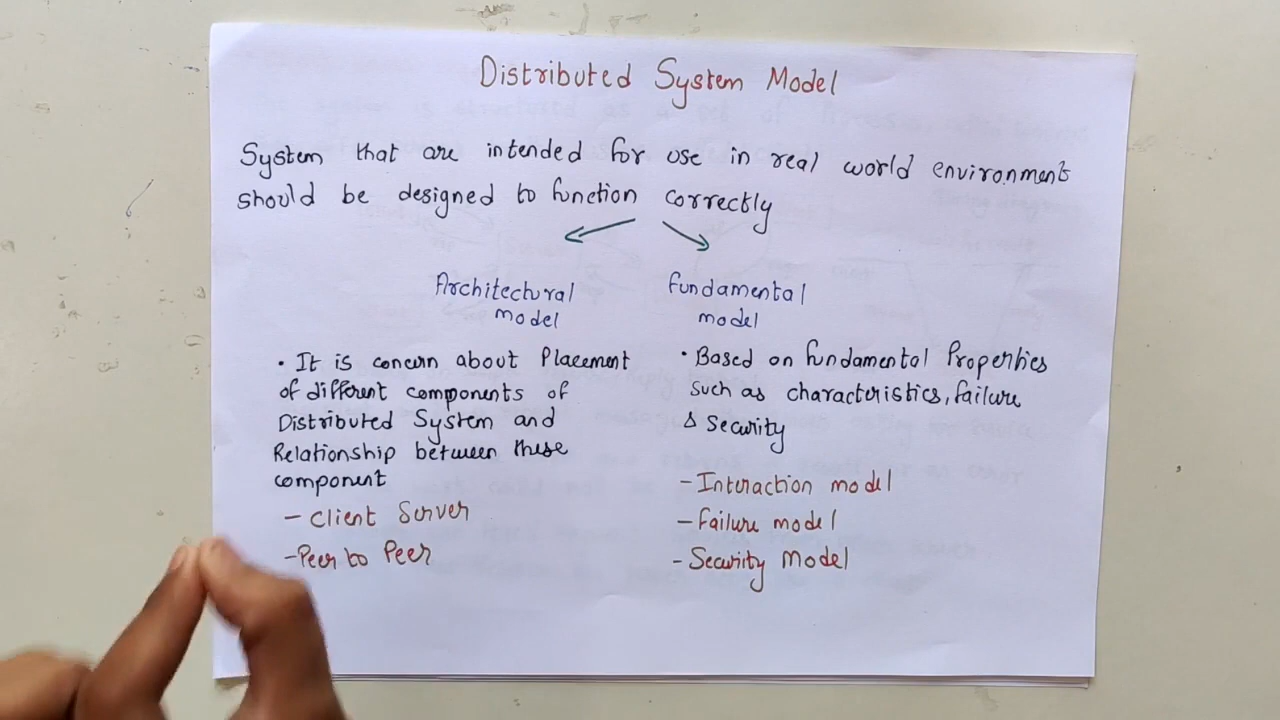 Distributed System Model
System that are intended for use in real world environment
should be designed to function correctly
Architectural
model
Fundamental
model
• It is concern about Placement
of different components of
Distributed System and
Relationship between these
component
- Client Server
- Peer to Peer
• Based on fundamental Properties
such as characteristics, failure
& Security
- Interaction model
- Failure model
- Security Model